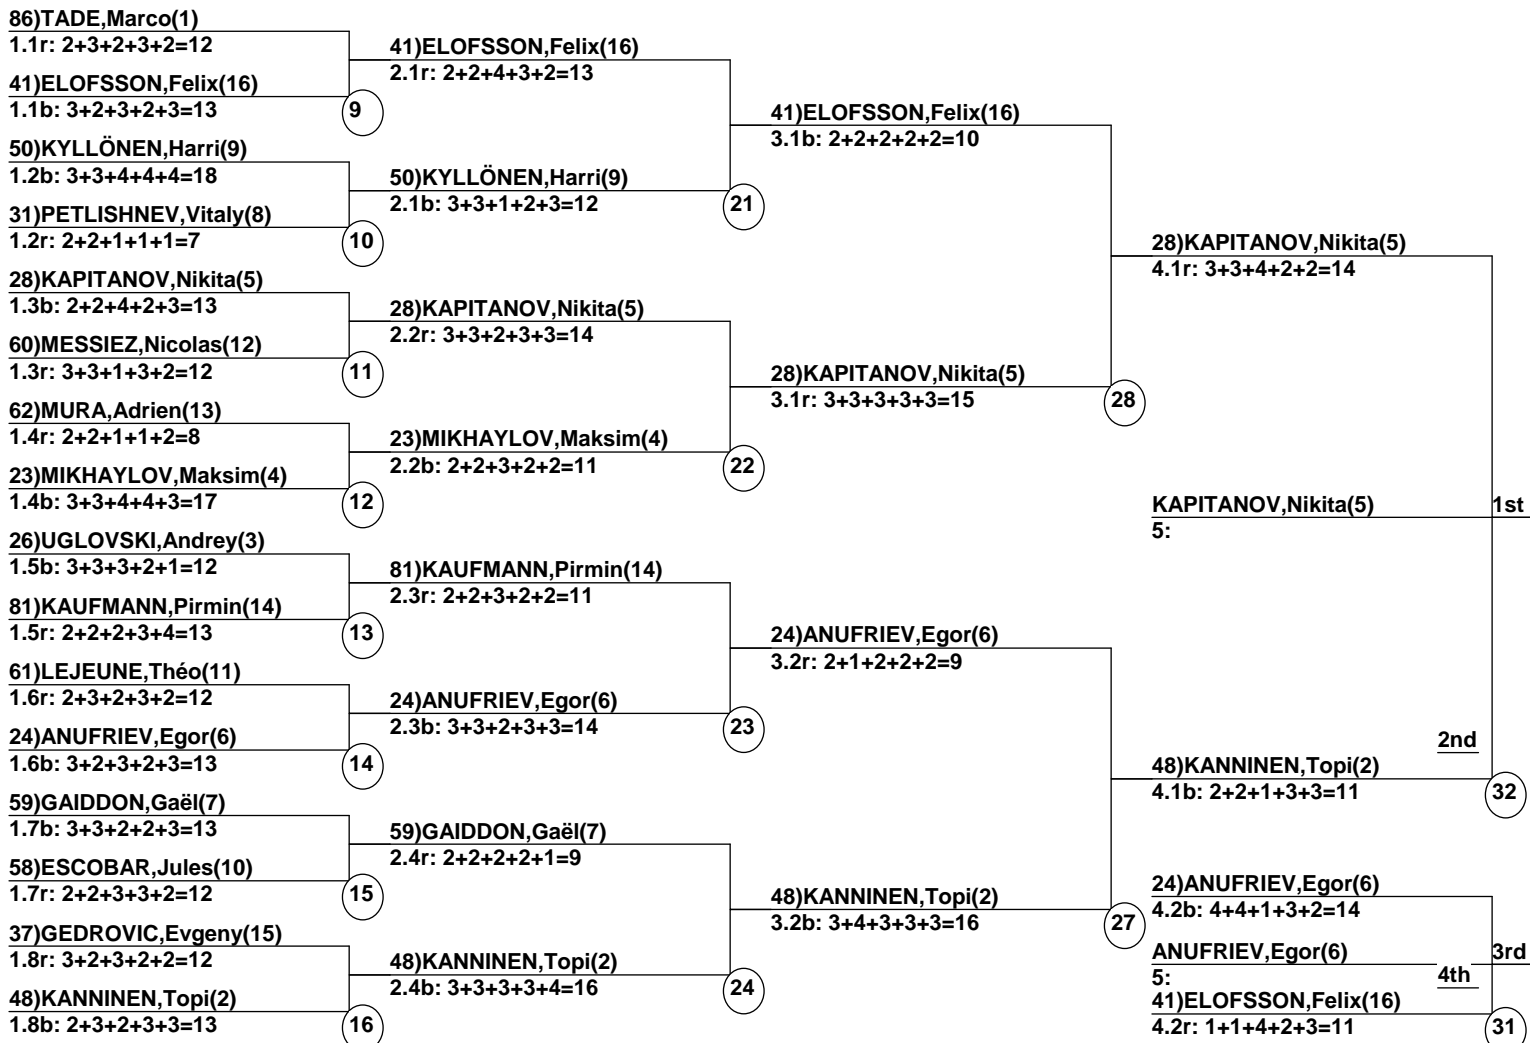 86)TADE,Marco(1)
1.1r: 2+3+2+3+2=12
41)ELOFSSON,Felix(16)
1.1b: 3+2+3+2+3=13
9
50)KYLLÖNEN,Harri(9)
1.2b: 3+3+4+4+4=18
31)PETLISHNEV,Vitaly(8)
1.2r: 2+2+1+1+1=7
10
28)KAPITANOV,Nikita(5)
1.3b: 2+2+4+2+3=13
60)MESSIEZ,Nicolas(12)
1.3r: 3+3+1+3+2=12
11
62)MURA,Adrien(13)
1.4r: 2+2+1+1+2=8
23)MIKHAYLOV,Maksim(4)
1.4b: 3+3+4+4+3=17
12
26)UGLOVSKI,Andrey(3)
1.5b: 3+3+3+2+1=12
81)KAUFMANN,Pirmin(14)
1.5r: 2+2+2+3+4=13
13
61)LEJEUNE,Théo(11)
1.6r: 2+3+2+3+2=12
24)ANUFRIEV,Egor(6)
1.6b: 3+2+3+2+3=13
14
59)GAIDDON,Gaël(7)
1.7b: 3+3+2+2+3=13
58)ESCOBAR,Jules(10)
1.7r: 2+2+3+3+2=12
15
37)GEDROVIC,Evgeny(15)
1.8r: 3+2+3+2+2=12
48)KANNINEN,Topi(2)
1.8b: 2+3+2+3+3=13
16
41)ELOFSSON,Felix(16)
2.1r: 2+2+4+3+2=13
50)KYLLÖNEN,Harri(9)
2.1b: 3+3+1+2+3=12
21
28)KAPITANOV,Nikita(5)
2.2r: 3+3+2+3+3=14
23)MIKHAYLOV,Maksim(4)
2.2b: 2+2+3+2+2=11
22
81)KAUFMANN,Pirmin(14)
2.3r: 2+2+3+2+2=11
24)ANUFRIEV,Egor(6)
2.3b: 3+3+2+3+3=14
23
59)GAIDDON,Gaël(7)
2.4r: 2+2+2+2+1=9
48)KANNINEN,Topi(2)
2.4b: 3+3+3+3+4=16
24
41)ELOFSSON,Felix(16)
3.1b: 2+2+2+2+2=10
28)KAPITANOV,Nikita(5)
3.1r: 3+3+3+3+3=15
28
24)ANUFRIEV,Egor(6)
3.2r: 2+1+2+2+2=9
48)KANNINEN,Topi(2)
3.2b: 3+4+3+3+3=16
27
28)KAPITANOV,Nikita(5)
4.1r: 3+3+4+2+2=14
KAPITANOV,Nikita(5) 1st
5:
2nd
48)KANNINEN,Topi(2)
4.1b: 2+2+1+3+3=11
32
24)ANUFRIEV,Egor(6)
4.2b: 4+4+1+3+2=14
ANUFRIEV,Egor(6) 3rd
5: 4th
41)ELOFSSON,Felix(16)
4.2r: 1+1+4+2+3=11
31